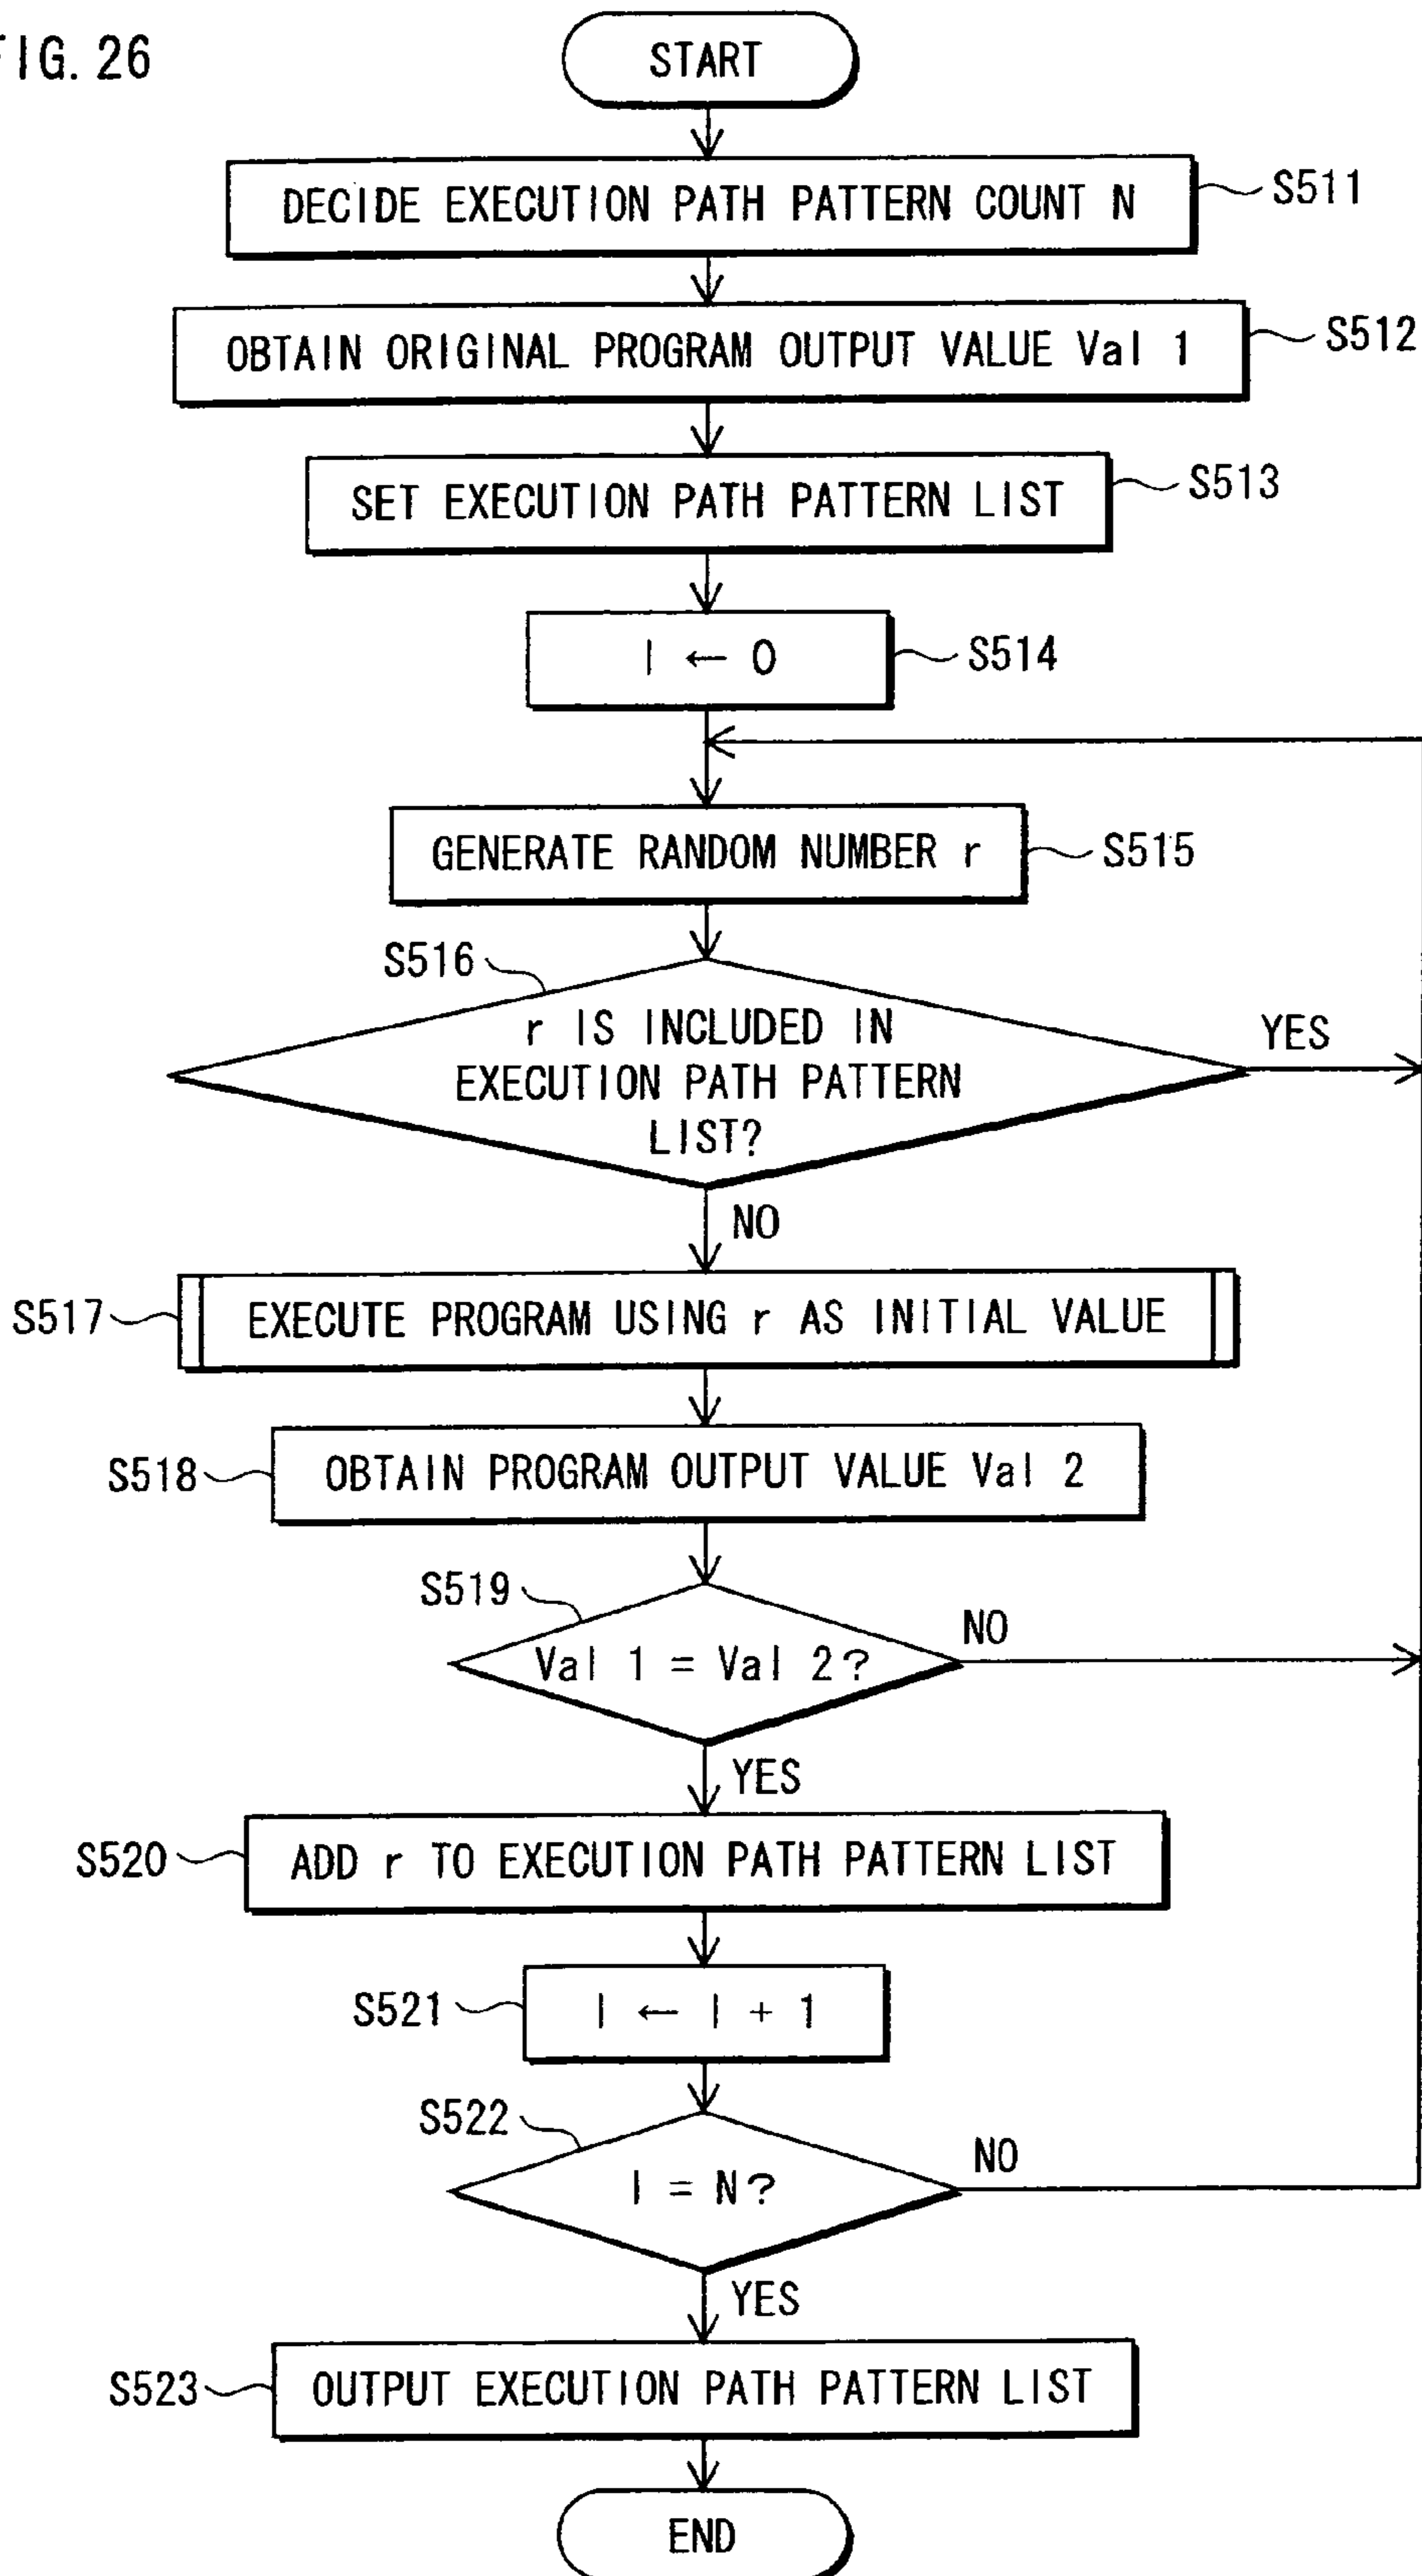 FIG. 26
START
DECIDE EXECUTION PATH PATTERN COUNT N
S511
OBTAIN ORIGINAL PROGRAM OUTPUT VALUE Val 1
S512
SET EXECUTION PATH PATTERN LIST
S513
I ← 0
S514
GENERATE RANDOM NUMBER r
S515
S516
r IS INCLUDED IN
EXECUTION PATH PATTERN
LIST?
YES
NO
S517
EXECUTE PROGRAM USING r AS INITIAL VALUE
S518
OBTAIN PROGRAM OUTPUT VALUE Val 2
S519
Val 1 = Val 2?
NO
YES
S520
ADD r TO EXECUTION PATH PATTERN LIST
S521
I ← I + 1
S522
I = N?
NO
YES
S523
OUTPUT EXECUTION PATH PATTERN LIST
END